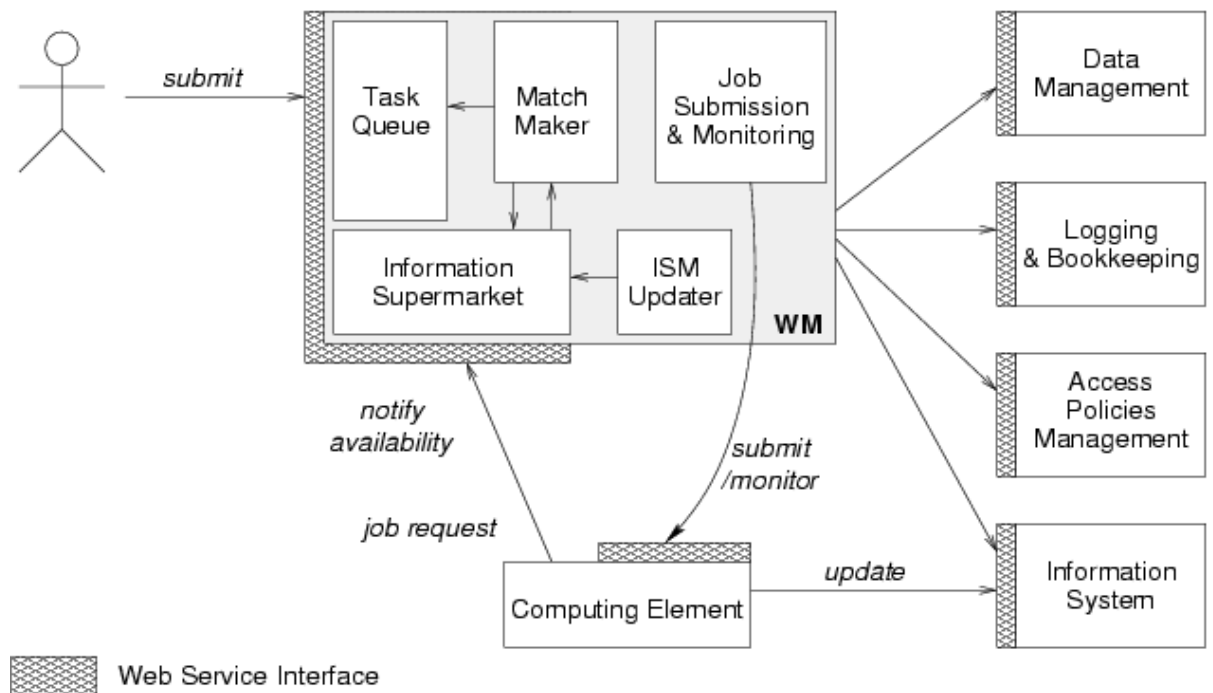 submit
Task
Queue
Match
Maker
Job
Submission
& Monitoring
Information
Supermarket
ISM
Updater
WM
Data
Management
Logging
& Bookkeeping
Access
Policies
Management
Information
System
notify
availability
job request
submit
/monitor
Computing Element
update
Web Service Interface